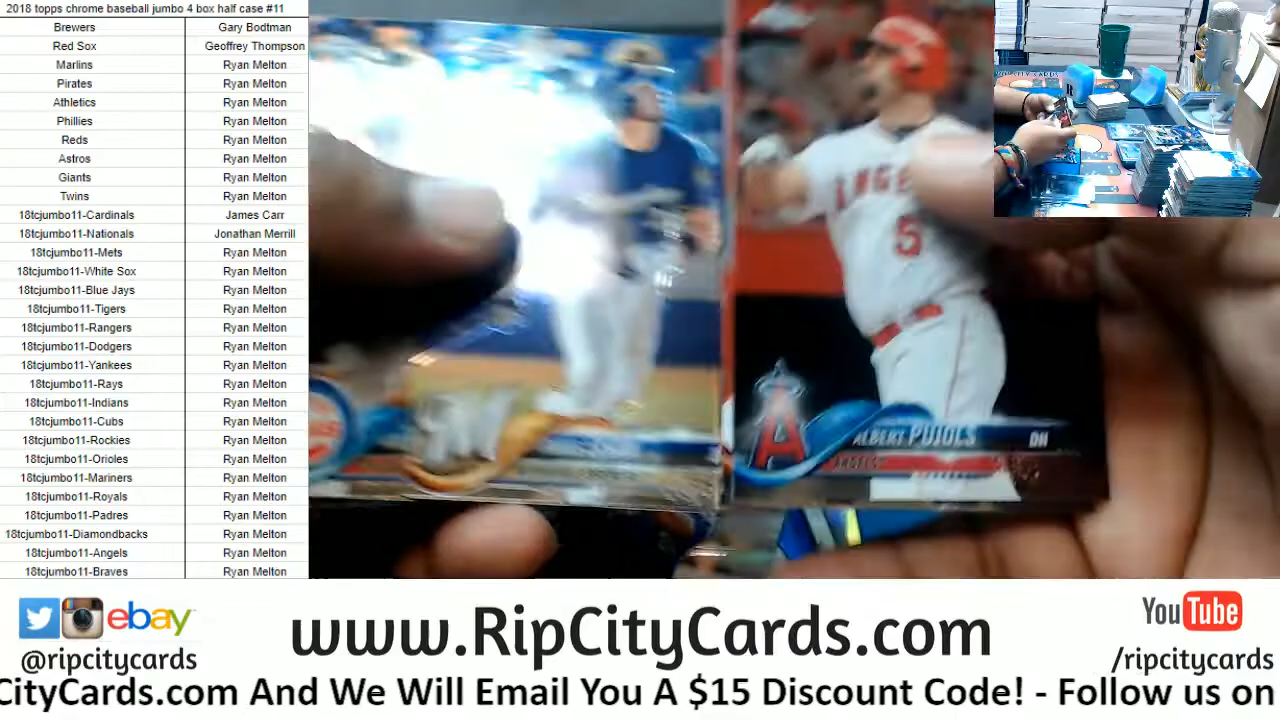 2018 topps chrome baseball jumbo 4 box half case #11
Brewers Gary Bodtman
Red Sox Geoffrey Thompson
Marlins Ryan Melton
Pirates Ryan Melton
Athletics Ryan Melton
Phillies Ryan Melton
Reds Ryan Melton
Astros Ryan Melton
Giants Ryan Melton
Twins Ryan Melton
18tcjumbo11-Cardinals James Carr
18tcjumbo11-Nationals Jonathan Merrill
18tcjumbo11-Mets Ryan Melton
18tcjumbo11-White Sox Ryan Melton
18tcjumbo11-Blue Jays Ryan Melton
18tcjumbo11-Tigers Ryan Melton
18tcjumbo11-Rangers Ryan Melton
18tcjumbo11-Dodgers Ryan Melton
18tcjumbo11-Yankees Ryan Melton
18tcjumbo11-Rays Ryan Melton
18tcjumbo11-Indians Ryan Melton
18tcjumbo11-Cubs Ryan Melton
18tcjumbo11-Rockies Ryan Melton
18tcjumbo11-Orioles Ryan Melton
18tcjumbo11-Mariners Ryan Melton
18tcjumbo11-Royals Ryan Melton
18tcjumbo11-Padres Ryan Melton
18tcjumbo11-Diamondbacks Ryan Melton
18tcjumbo11-Angels Ryan Melton
18tcjumbo11-Braves Ryan Melton
5
A
ALBERT PUJOLS DH
ANGELS
ebay
@ripcitycards
www.RipCityCards.com
YouTube
/ripcitycards
CityCards.com And We Will Email You A $15 Discount Code! - Follow us on